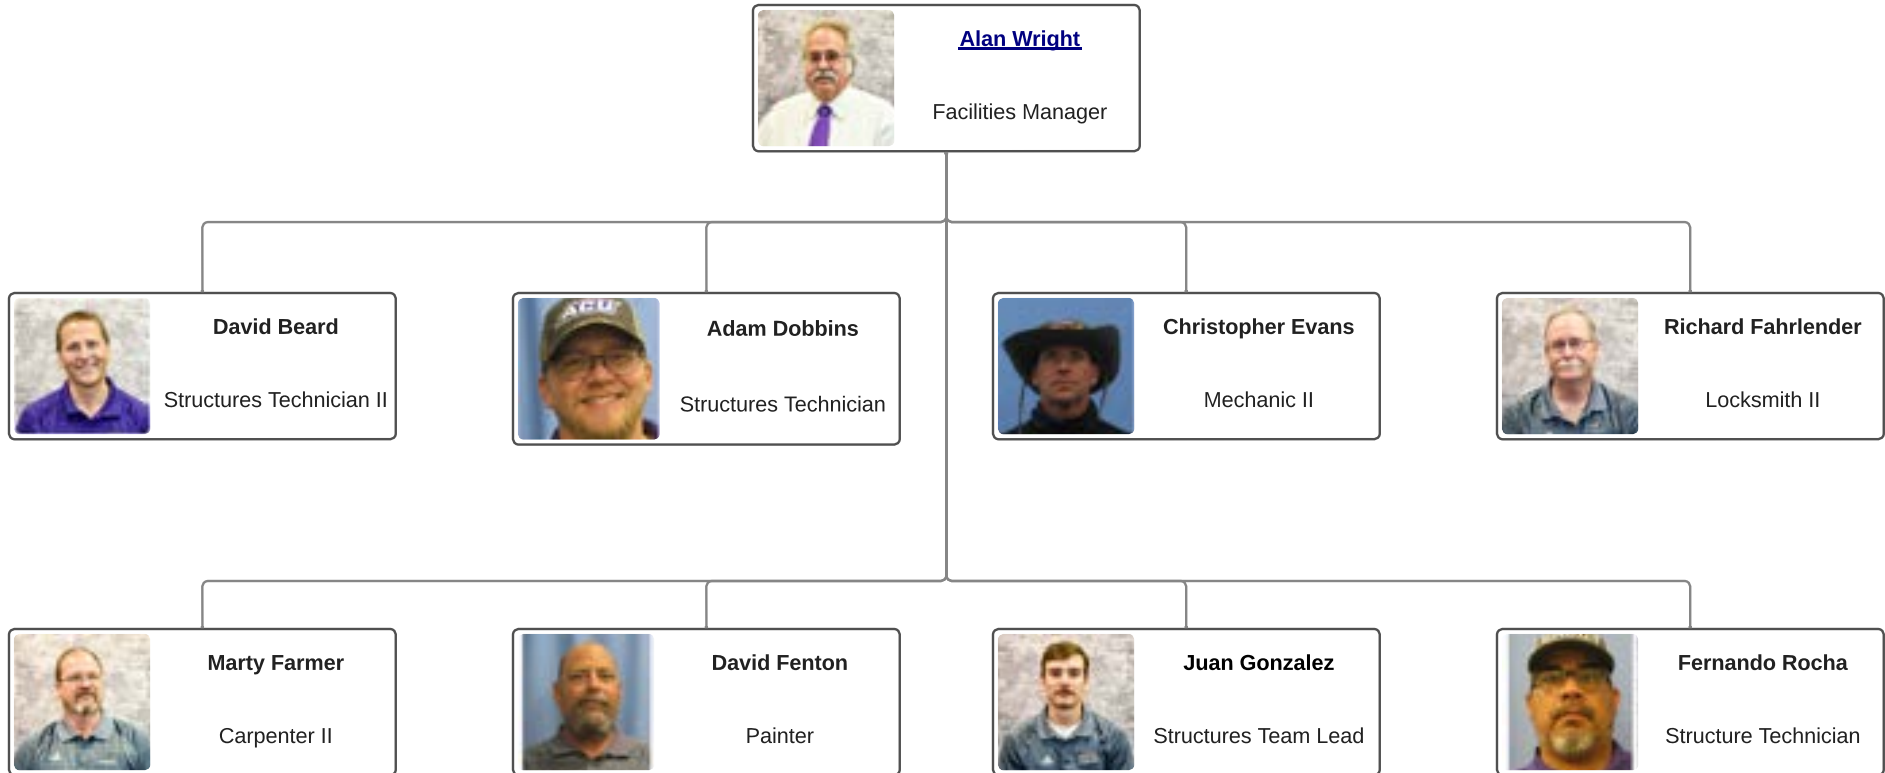 Alan Wright
Facilities Manager
David Beard
Structures Technician II
ACU
Adam Dobbins
Structures Technician
Christopher Evans
Mechanic II
Richard Fahrlender
Locksmith II
Marty Farmer
Carpenter II
David Fenton
Painter
Juan Gonzalez
Structures Team Lead
Fernando Rocha
Structure Technician